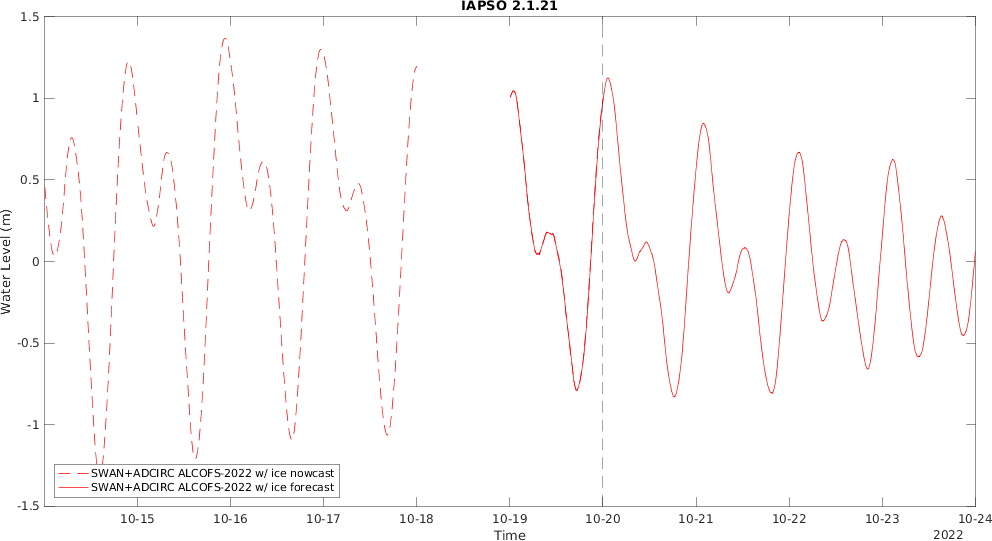 IAPSO 2.1.21
1.5
1
0.5
0
-0.5
-1
-1.5
Water Level (m)
SWAN+ADCIRC ALCOFS-2022 w/ ice nowcast
SWAN+ADCIRC ALCOFS-2022 w/ ice forecast
10-15 10-16 10-17 10-18 10-19 10-20 10-21 10-22 10-23 10-24
Time
2022